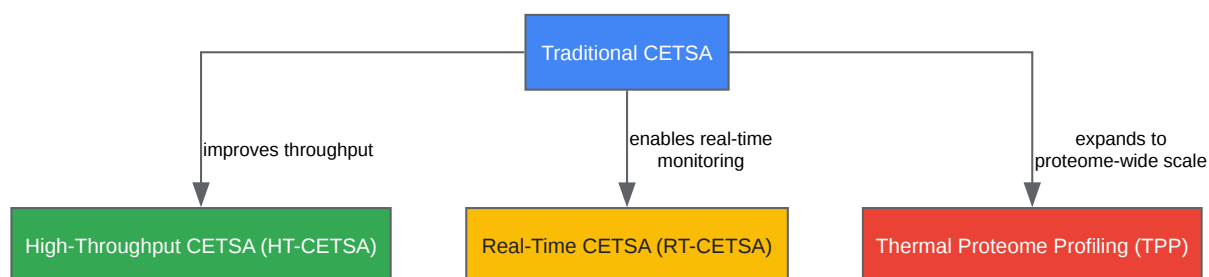 Traditional CETSA
improves throughput
enables real-time
monitoring
expands to
proteome-wide scale
High-Throughput CETSA (HT-CETSA)
Real-Time CETSA (RT-CETSA)
Thermal Proteome Profiling (TPP)